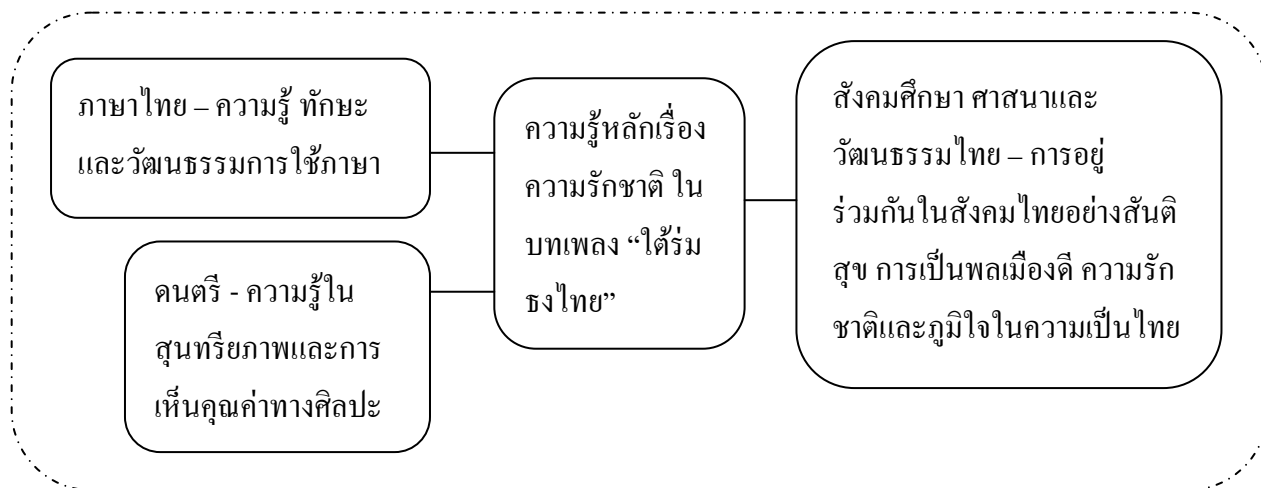 ภาษาไทย – ความรู้ ทักษะ
และวัฒนธรรมการใช้ภาษา
ดนตรี - ความรู้ใน
สุนทรียภาพและการ
เห็นคุณค่าทางศิลปะ
ความรู้หลักเรื่อง
ความรักชาติ ใน
บทเพลง “ใต้ร่ม
ธงไทย”
สังคมศึกษา ศาสนาและ
วัฒนธรรมไทย – การอยู่
ร่วมกันในสังคมไทยอย่างสันติ
สุข การเป็นพลเมืองดี ความรัก
ชาติและภูมิใจในความเป็นไทย